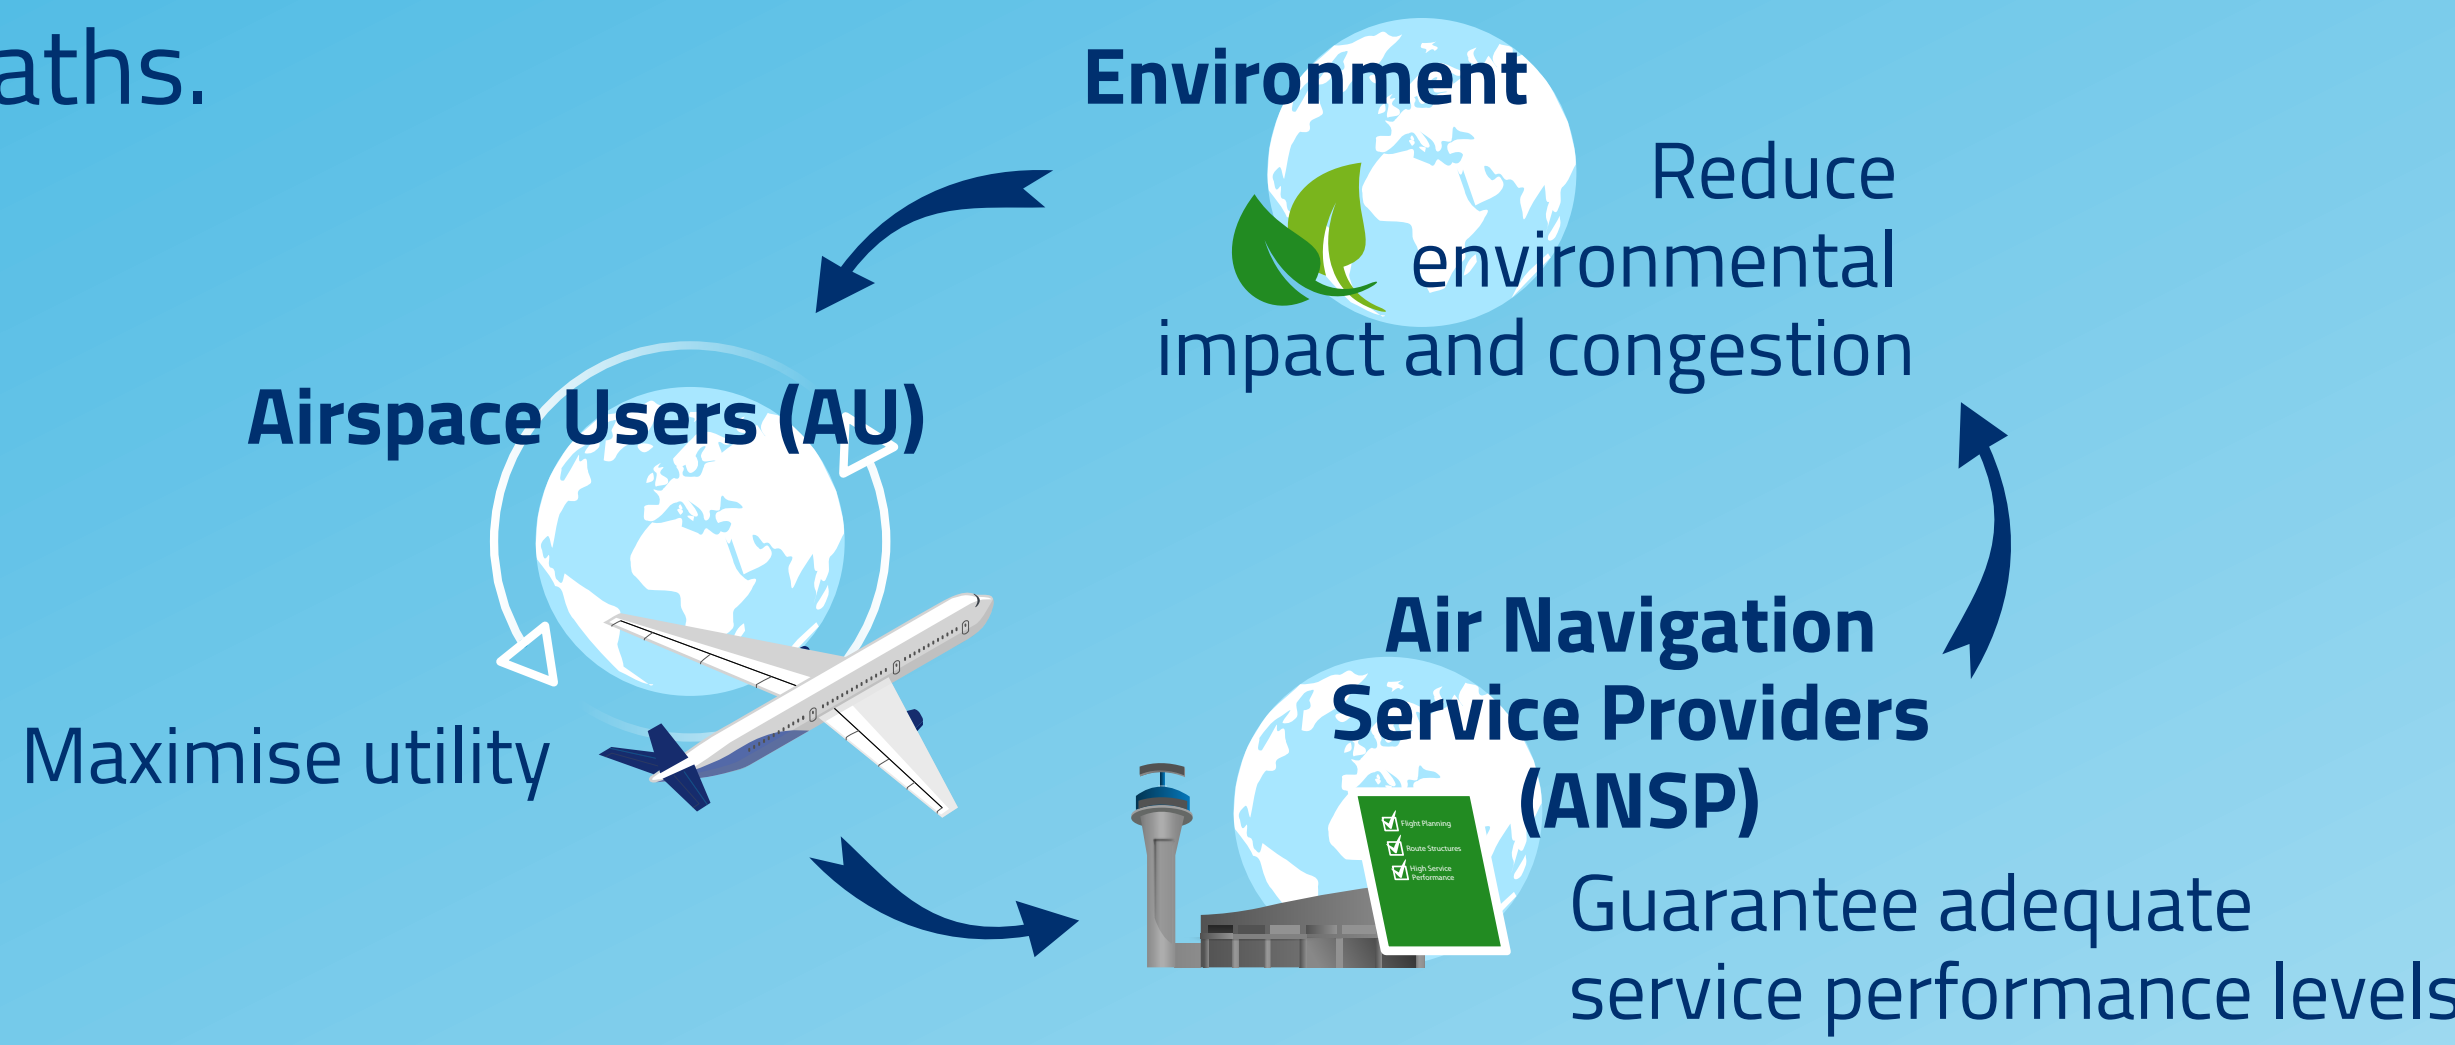 aths.
Environment
Reduce
environmental
impact and congestion
Airspace Users (AU)
Maximise utility
Air Navigation
Service Providers
(ANSP)
Flight Planning
Route Structures
High Service
Performance
Guarantee adequate
service performance levels